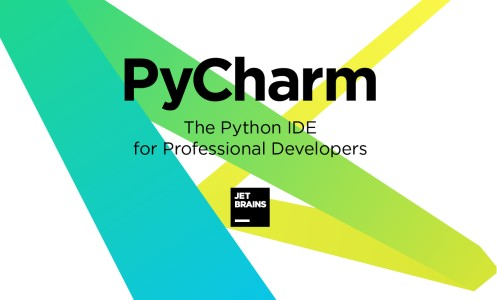 PyCharm
The Python IDE
for Professional Developers
JET
BRAINS